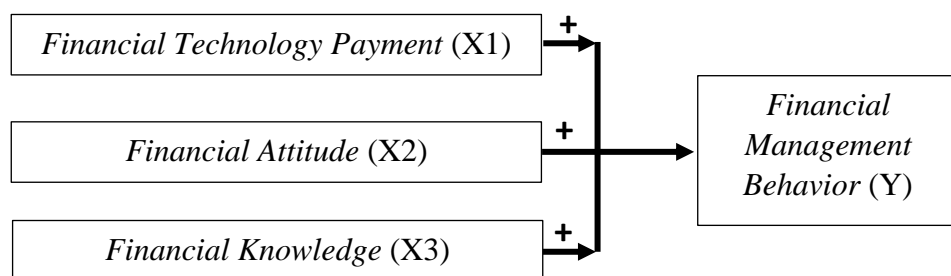 Financial Technology Payment (X1)
+
Financial Attitude (X2)
+
Financial Knowledge (X3)
+
Financial
Management
Behavior (Y)